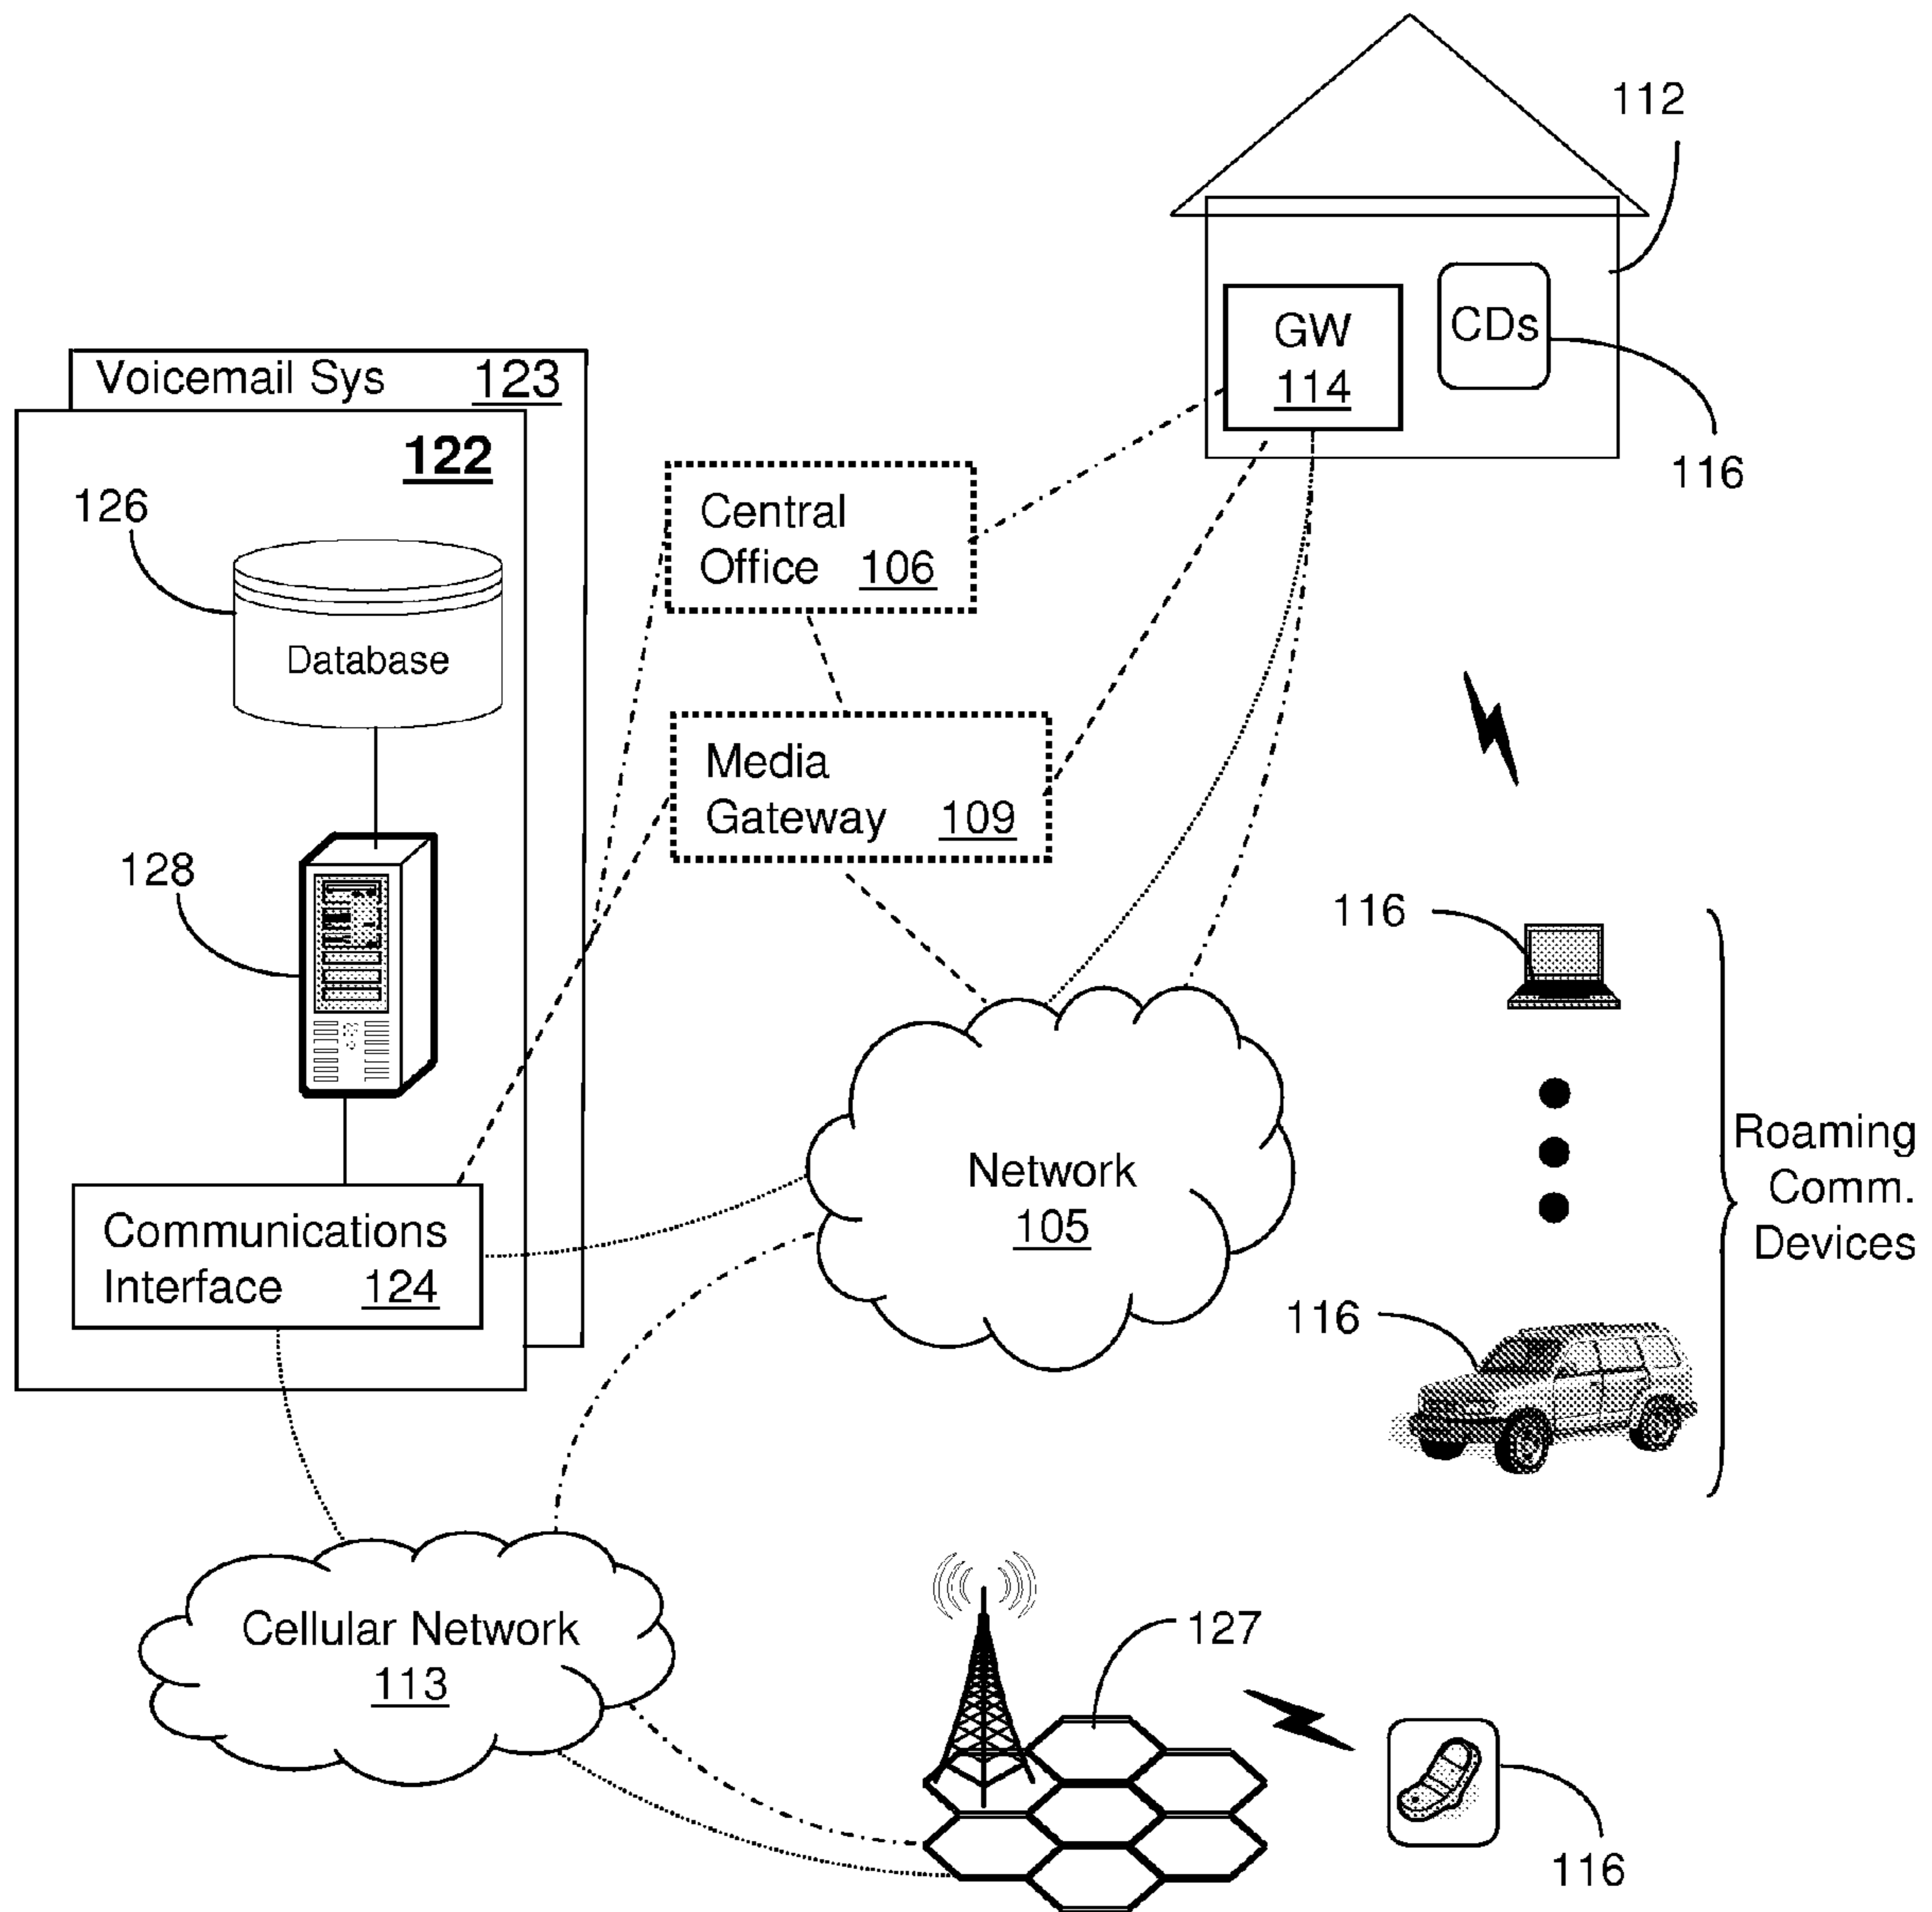 112
GW
114
CDs
116
Voicemail Sys 123
122
126
Database
Central
Office 106
Media
Gateway 109
128
116
Network
105
Roaming
Comm.
Devices
Communications
Interface 124
116
Cellular Network
113
127
116